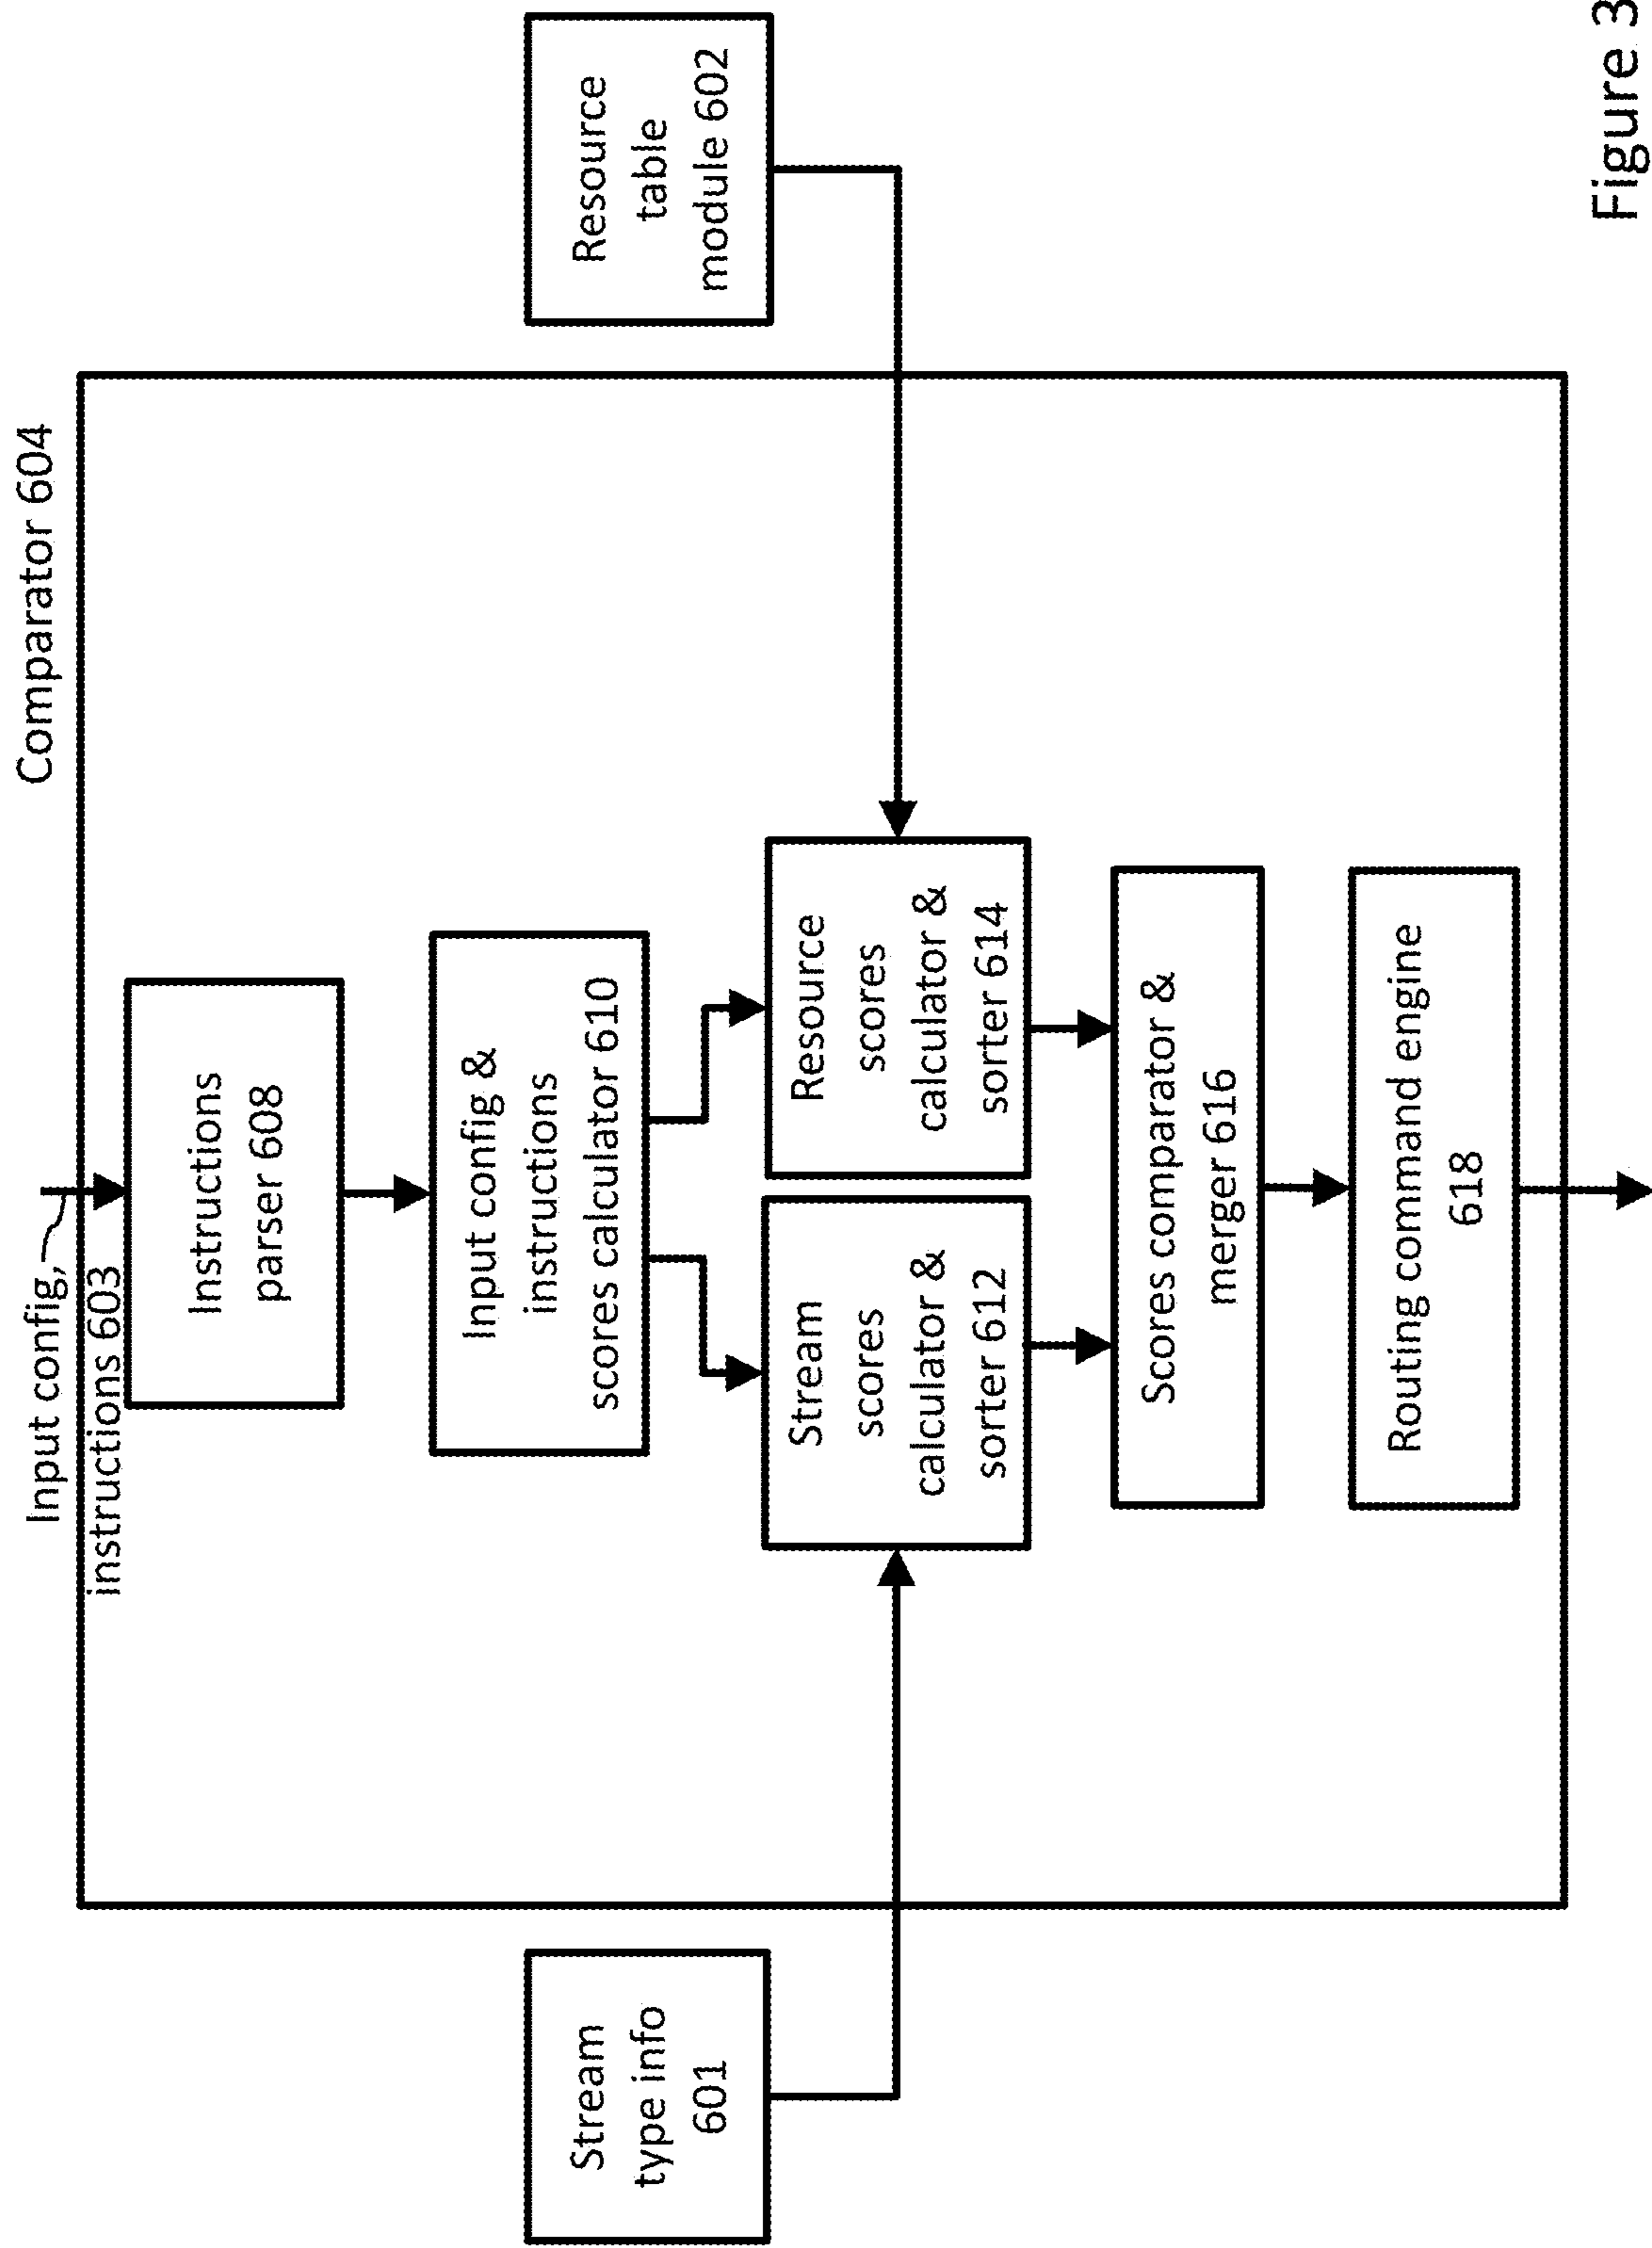 Comparator 604
Input config,
instructions 603
Instructions
parser 608
Input config &
instructions
scores calculator 610
Stream
type info
601
Resource
table
module 602
Stream
scores
calculator &
sorter 612
Resource
scores
calculator &
sorter 614
Scores comparator &
merger 616
Routing command engine
618
Figure 3